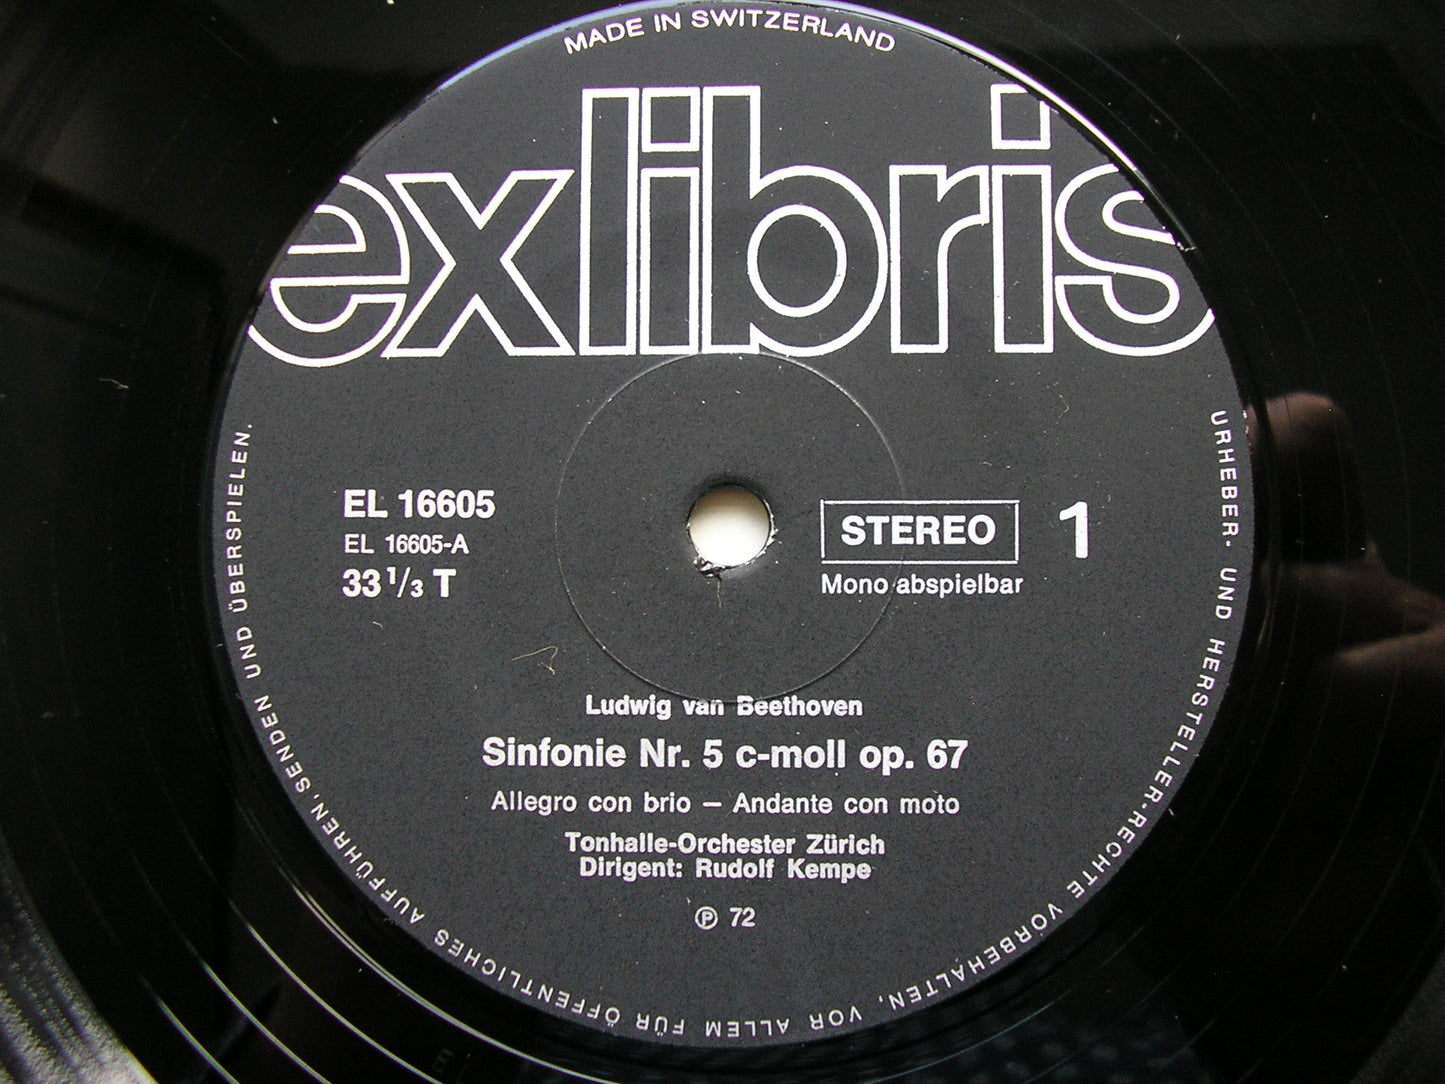 MADE IN SWITZERLAND
exlibris
EL 16605
EL 16605-A
33 1/3 T
STEREO 1
Mono abspielbar
Ludwig van Beethoven
Sinfonie Nr. 5 c-moll op. 67
Allegro con brio – Andante con moto
Tonhalle-Orchester Zürich
Dirigent: Rudolf Kempe
℗ 72
URHEBER- UND HERSTELLER-RECHTE VORBEHALTEN, VOR ALLEM FÜR ÖFFENTLICHES AUFFÜHREN, SENDEN UND ÜBERSPIELEN.